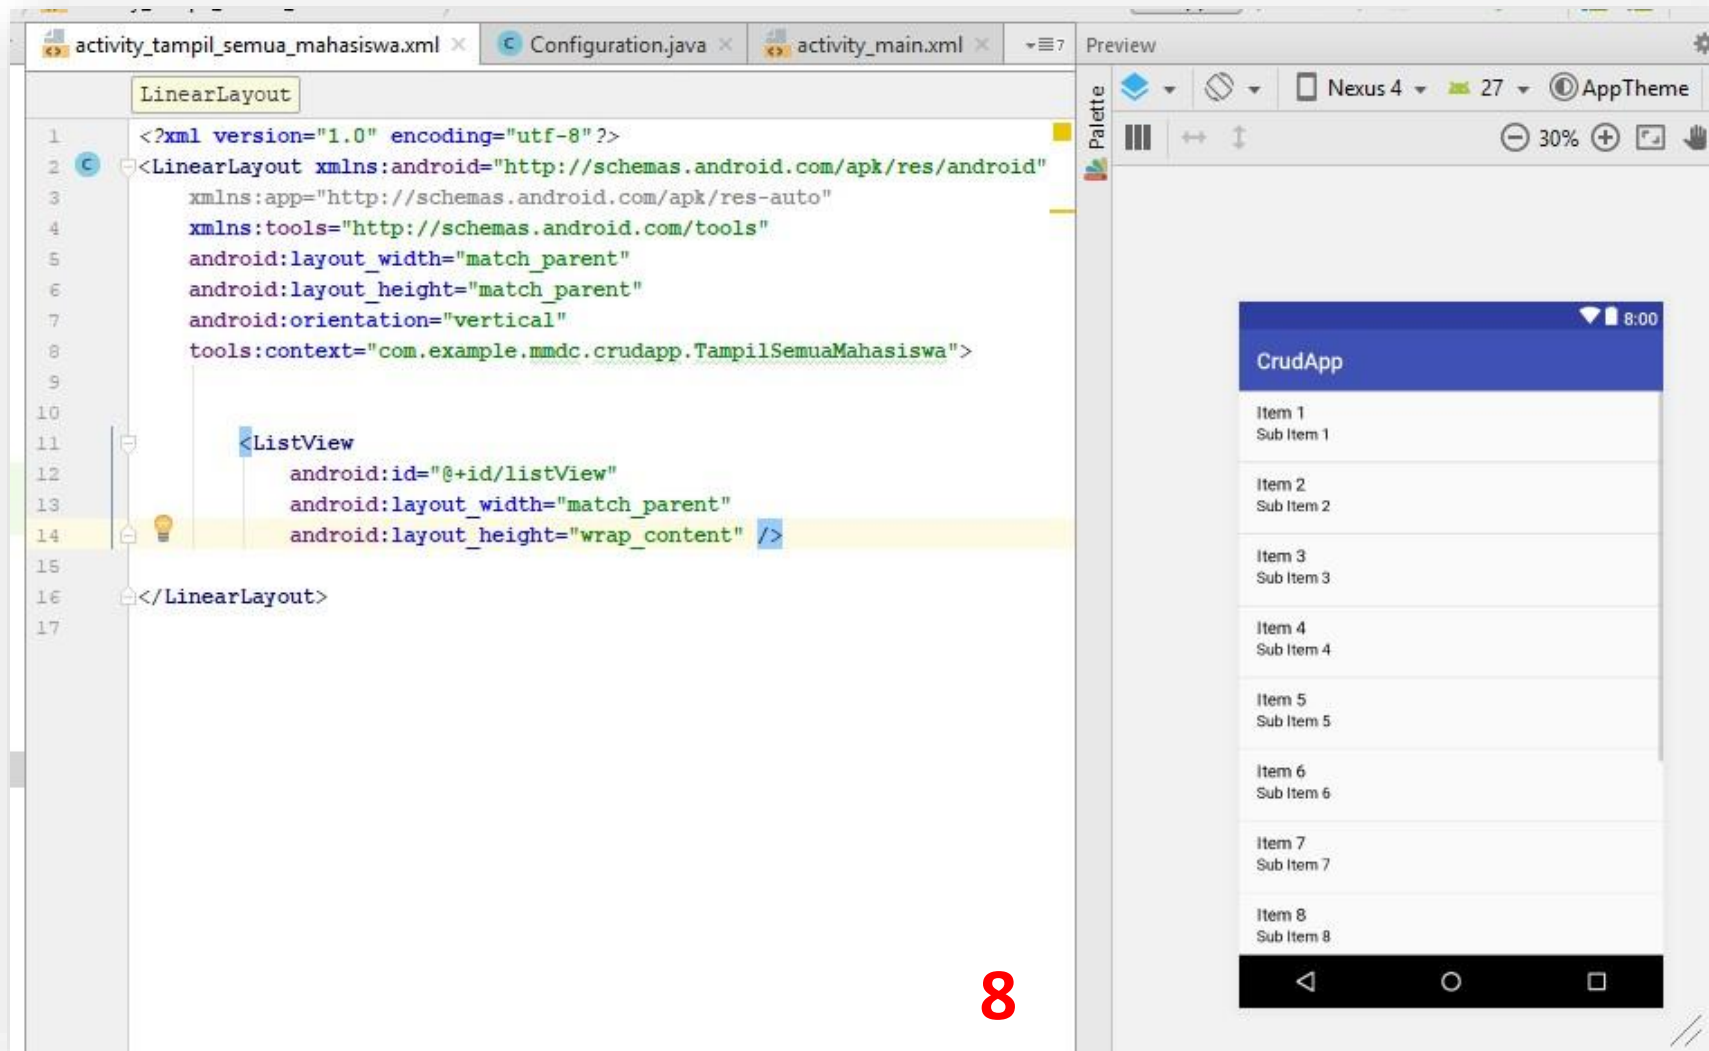 activity_tampil_semua_mahasiswa.xml
Configuration.java
activity_main.xml
7
Preview
LinearLayout
Palette
Nexus 4
27
AppTheme
30%
1 <?xml version="1.0" encoding="utf-8"?>
2 <LinearLayout xmlns:android="http://schemas.android.com/apk/res/android"
3 xmlns:app="http://schemas.android.com/apk/res-auto"
4 xmlns:tools="http://schemas.android.com/tools"
5 android:layout_width="match_parent"
6 android:layout_height="match_parent"
7 android:orientation="vertical"
8 tools:context="com.example.mmdc.crudapp.TampilSemuaMahasiswa">
9
10
11 <ListView
12 android:id="@+id/listView"
13 android:layout_width="match_parent"
14 android:layout_height="wrap_content" />
15
16 </LinearLayout>
17
8:00
CrudApp
Item 1
Sub Item 1
Item 2
Sub Item 2
Item 3
Sub Item 3
Item 4
Sub Item 4
Item 5
Sub Item 5
Item 6
Sub Item 6
Item 7
Sub Item 7
Item 8
Sub Item 8
8